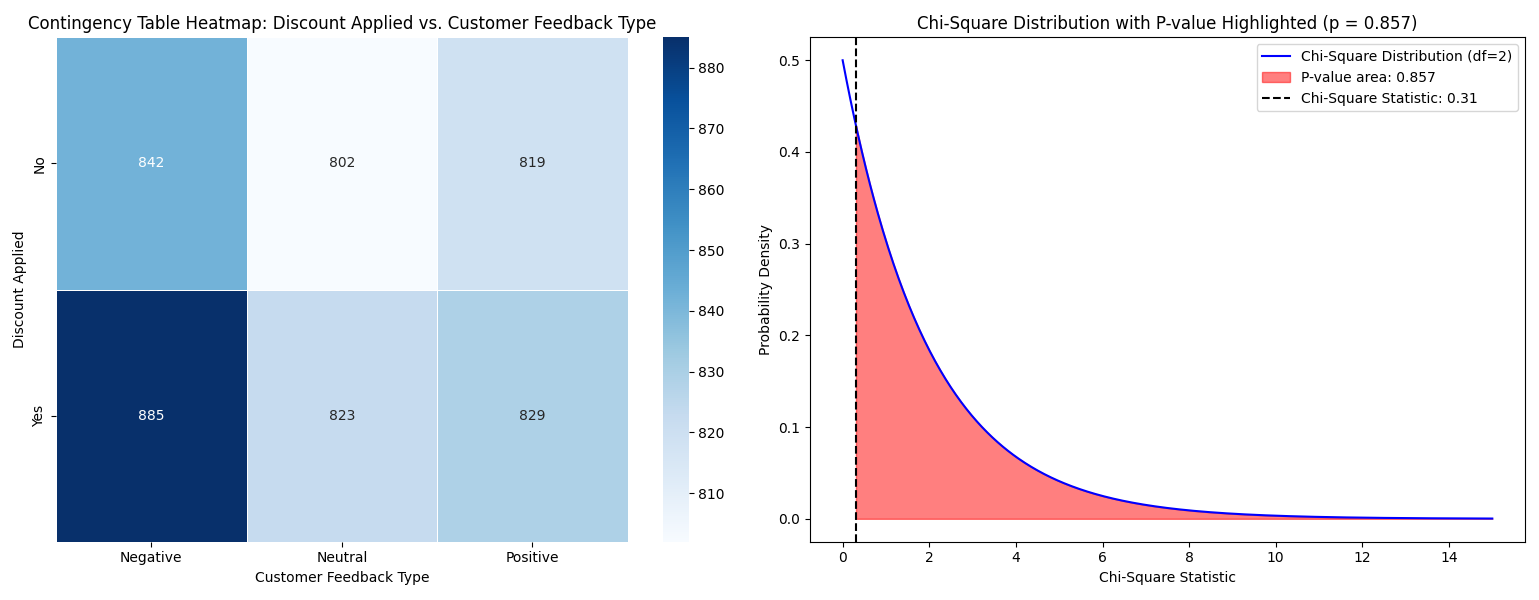 Contingency Table Heatmap: Discount Applied vs. Customer Feedback Type
No
Yes
Discount Applied
842 802 819
885 823 829
Negative Neutral Positive
Customer Feedback Type
880
870
860
850
840
830
820
810
Chi-Square Distribution with P-value Highlighted (p = 0.857)
Chi-Square Distribution (df=2)
P-value area: 0.857
Chi-Square Statistic: 0.31
Probability Density
0.5
0.4
0.3
0.2
0.1
0.0
0 2 4 6 8 10 12 14
Chi-Square Statistic